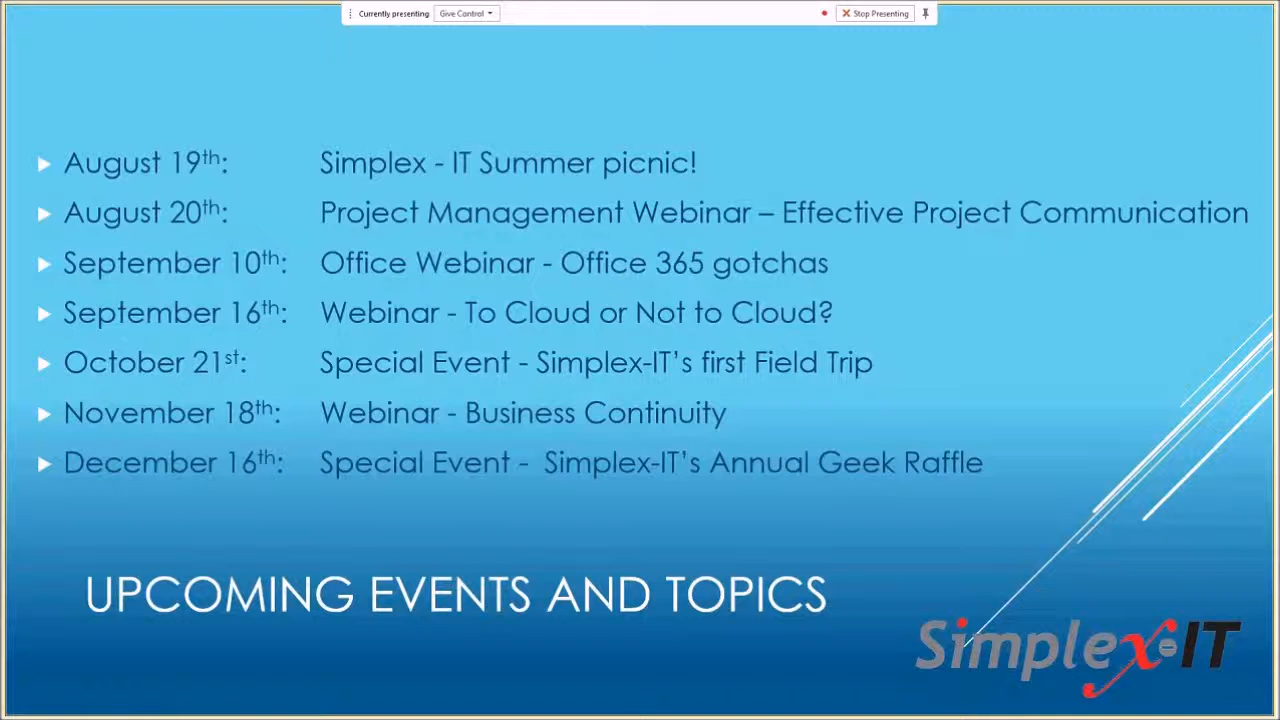 Currently presenting Give Control Stop Presenting
August 19th: Simplex - IT Summer picnic!
August 20th: Project Management Webinar – Effective Project Communication
September 10th: Office Webinar - Office 365 gotchas
September 16th: Webinar - To Cloud or Not to Cloud?
October 21st: Special Event - Simplex-IT’s first Field Trip
November 18th: Webinar - Business Continuity
December 16th: Special Event - Simplex-IT’s Annual Geek Raffle
UPCOMING EVENTS AND TOPICS
Simplex-IT